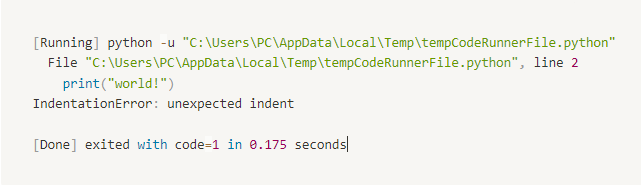 [Running] python -u "C:\Users\PC\AppData\Local\Temp\tempCodeRunnerFile.python"
  File "C:\Users\PC\AppData\Local\Temp\tempCodeRunnerFile.python", line 2
    print("world!")
IndentationError: unexpected indent
[Done] exited with code=1 in 0.175 seconds